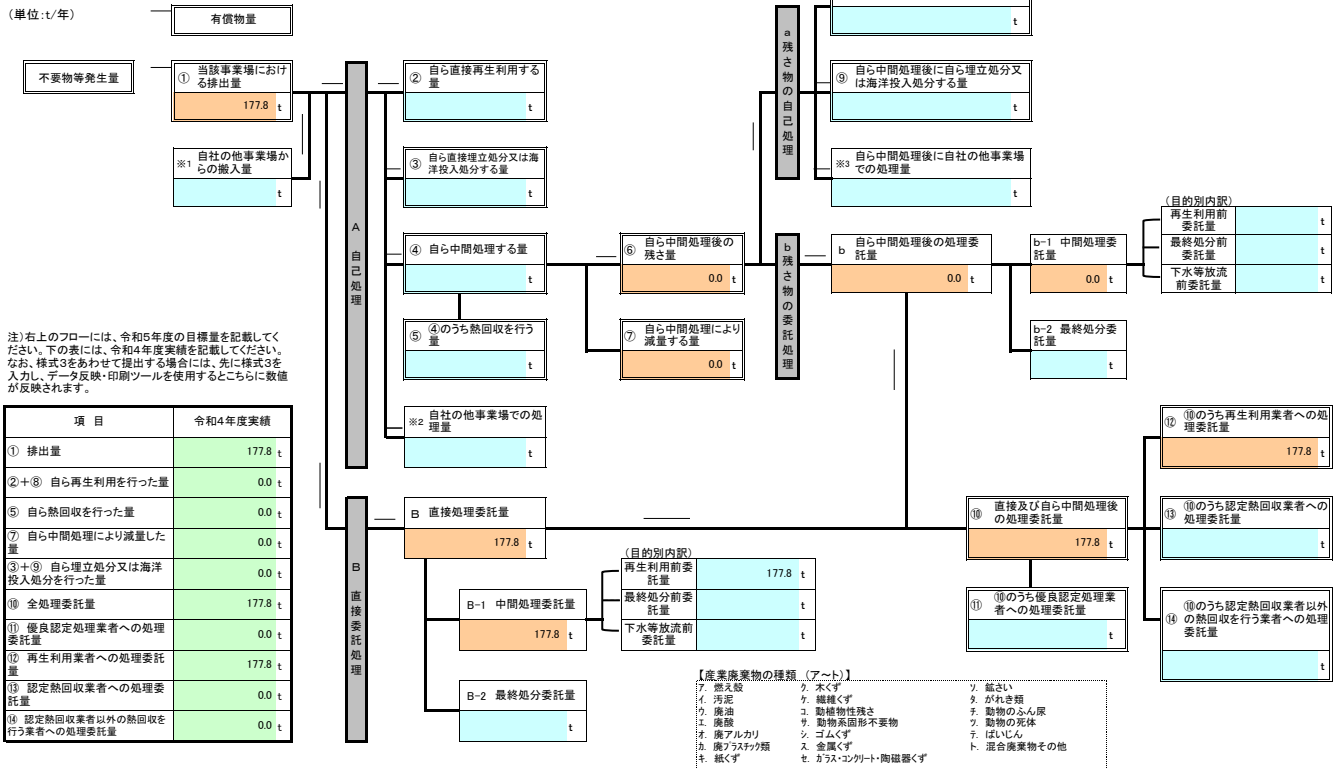 (単位:t/年)
有償物量
t
不要物等発生量
① 当該事業場におけ
る排出量
177.8 t
※1 自社の他事業場か
らの搬入量
t
A 自己処理
② 自ら直接再生利用する
量
t
③ 自ら直接埋立処分又は海
洋投入処分する量
t
④ 自ら中間処理する量
t
⑤ ④のうち熱回収を行う
量
t
※2 自社の他事業場での処
理量
t
⑥ 自ら中間処理後の
残さ量
0.0 t
⑦ 自ら中間処理により
減量する量
0.0 t
a 残さ物の自己処理
⑨ 自ら中間処理後に自ら埋立処分又
は海洋投入処分する量
t
※3 自ら中間処理後に自社の他事業場
での処理量
t
b 残さ物の委託処理
b 自ら中間処理後の処理委
託量
0.0 t
b-1 中間処理委
託量
0.0 t
b-2 最終処分委
託量
t
(目的別内訳)
再生利用前
委託量 t
最終処分前
委託量 t
下水等放流
前委託量 t
注)右上のフローには、令和5年度の目標量を記載してく
ださい。下の表には、令和4年度実績を記載してください。
なお、様式3をあわせて提出する場合には、先に様式3を
入力し、データ反映・印刷ツールを使用するとこちらに数値
が反映されます。
項 目 令和4年度実績
① 排出量 177.8 t
②+⑧ 自ら再生利用を行った量 0.0 t
⑤ 自ら熱回収を行った量 0.0 t
⑦ 自ら中間処理により減量した
量 0.0 t
③+⑨ 自ら埋立処分又は海洋
投入処分を行った量 0.0 t
⑩ 全処理委託量 177.8 t
⑪ 優良認定処理業者への処理
委託量 0.0 t
⑫ 再生利用業者への処理委託
量 177.8 t
⑬ 認定熱回収業者への処理委
託量 0.0 t
⑭ 認定熱回収業者以外の熱回収を
行う業者への処理委託量 0.0 t
B 直接委託処理
B 直接処理委託量
177.8 t
B-1 中間処理委託量
177.8 t
B-2 最終処分委託量
t
(目的別内訳)
再生利用前委
託量 177.8 t
最終処分前委
託量 t
下水等放流前
委託量 t
⑩ 直接及び自ら中間処理後
の処理委託量
177.8 t
⑪ ⑩のうち優良認定処理業
者への処理委託量
t
⑫ ⑩のうち再生利用業者への処
理委託量
177.8 t
⑬ ⑩のうち認定熱回収業者への
処理委託量
t
⑭ ⑩のうち認定熱回収業者以外
の熱回収を行う業者への処理
委託量
t
【産業廃棄物の種類 (ア~ト)】
ア. 燃え殻 ク. 木くず ソ. 鉱さい
イ. 汚泥 ケ. 繊維くず タ. がれき類
ウ. 廃油 コ. 動植物性残さ チ. 動物のふん尿
エ. 廃酸 サ. 動物系固形不要物 ツ. 動物の死体
オ. 廃アルカリ シ. ゴムくず テ. ばいじん
カ. 廃プラスチック類 ス. 金属くず ト. 混合廃棄物その他
キ. 紙くず セ. ガラス・コンクリート・陶磁器くず